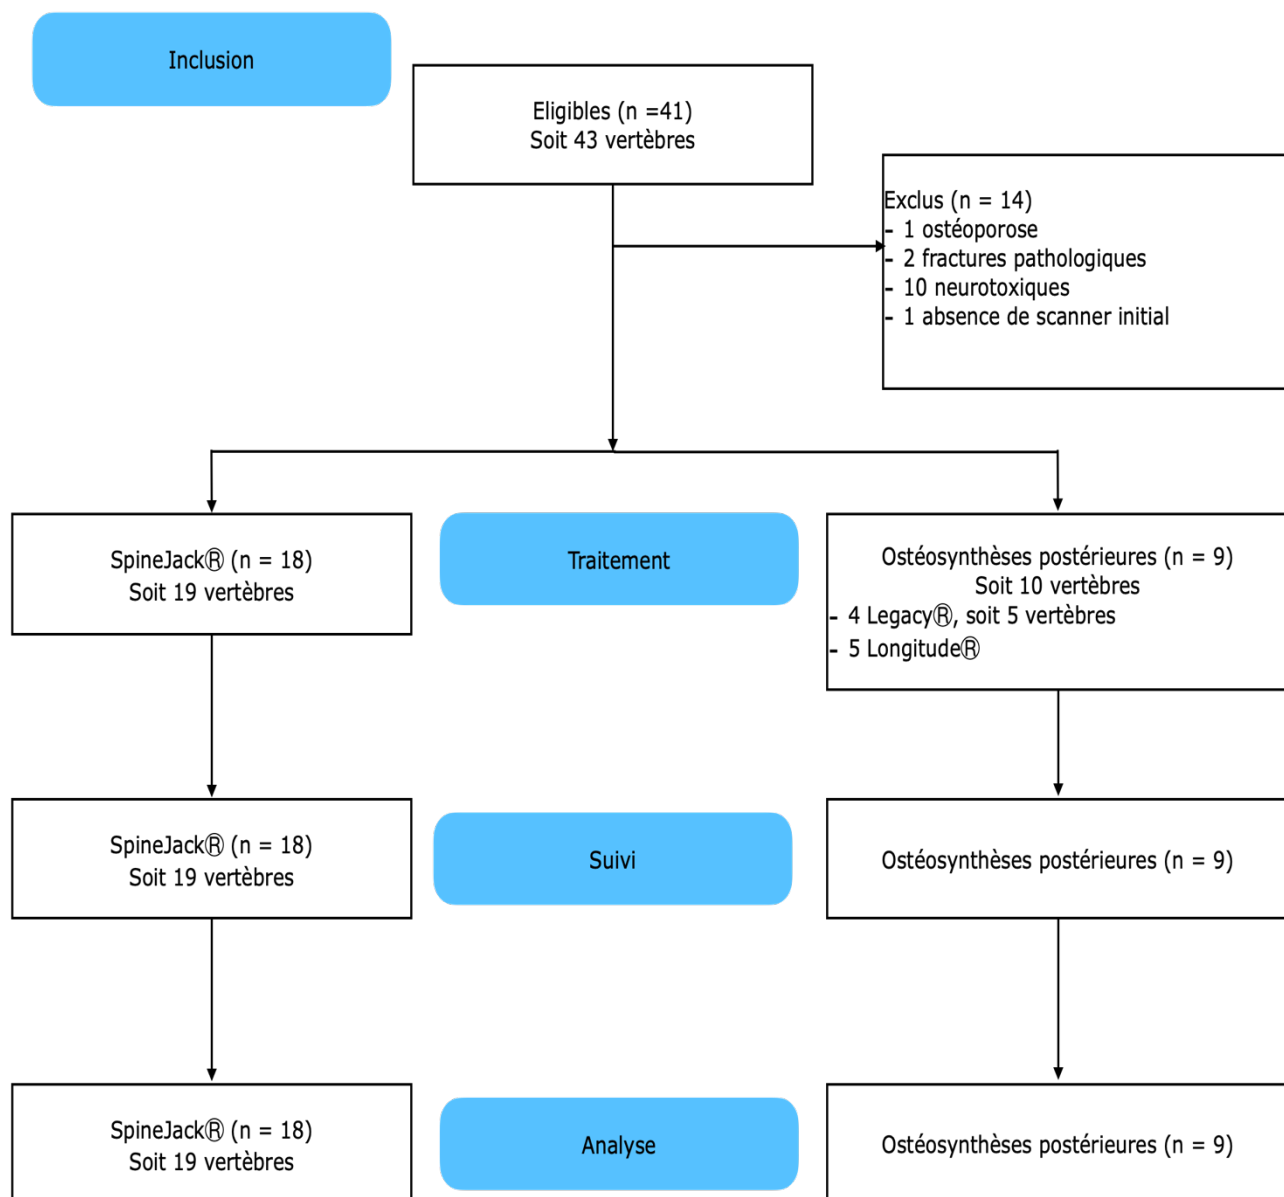 Inclusion
Eligibles (n =41)
Soit 43 vertèbres
Exclus (n = 14)
- 1 ostéoporose
- 2 fractures pathologiques
- 10 neurotoxiques
- 1 absence de scanner initial
SpineJack® (n = 18)
Soit 19 vertèbres
Traitement
Ostéosynthèses postérieures (n = 9)
Soit 10 vertèbres
- 4 Legacy®, soit 5 vertèbres
- 5 Longitude®
SpineJack® (n = 18)
Soit 19 vertèbres
Suivi
Ostéosynthèses postérieures (n = 9)
SpineJack® (n = 18)
Soit 19 vertèbres
Analyse
Ostéosynthèses postérieures (n = 9)